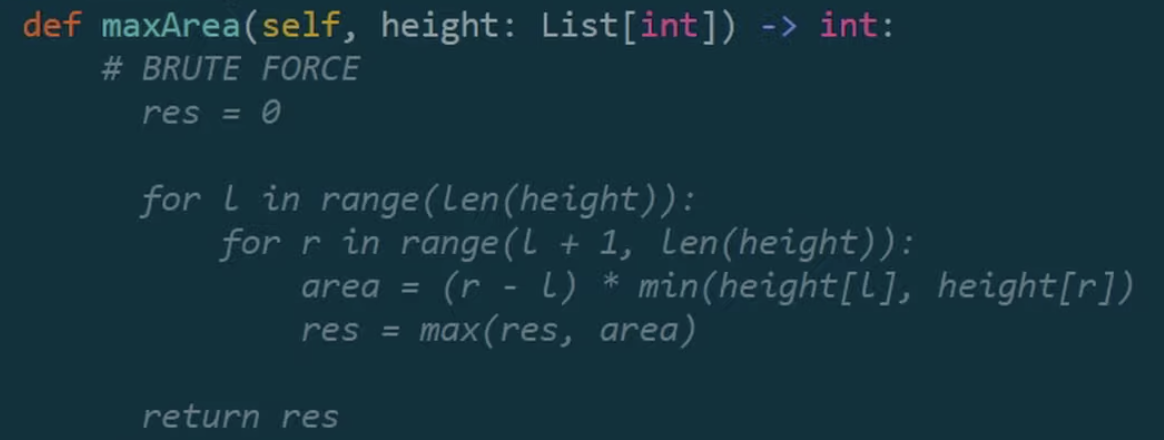 def maxArea(self, height: List[int]) -> int:
# BRUTE FORCE
res = 0
for l in range(len(height)):
for r in range(l + 1, len(height)):
area = (r - l) * min(height[l], height[r])
res = max(res, area)
return res